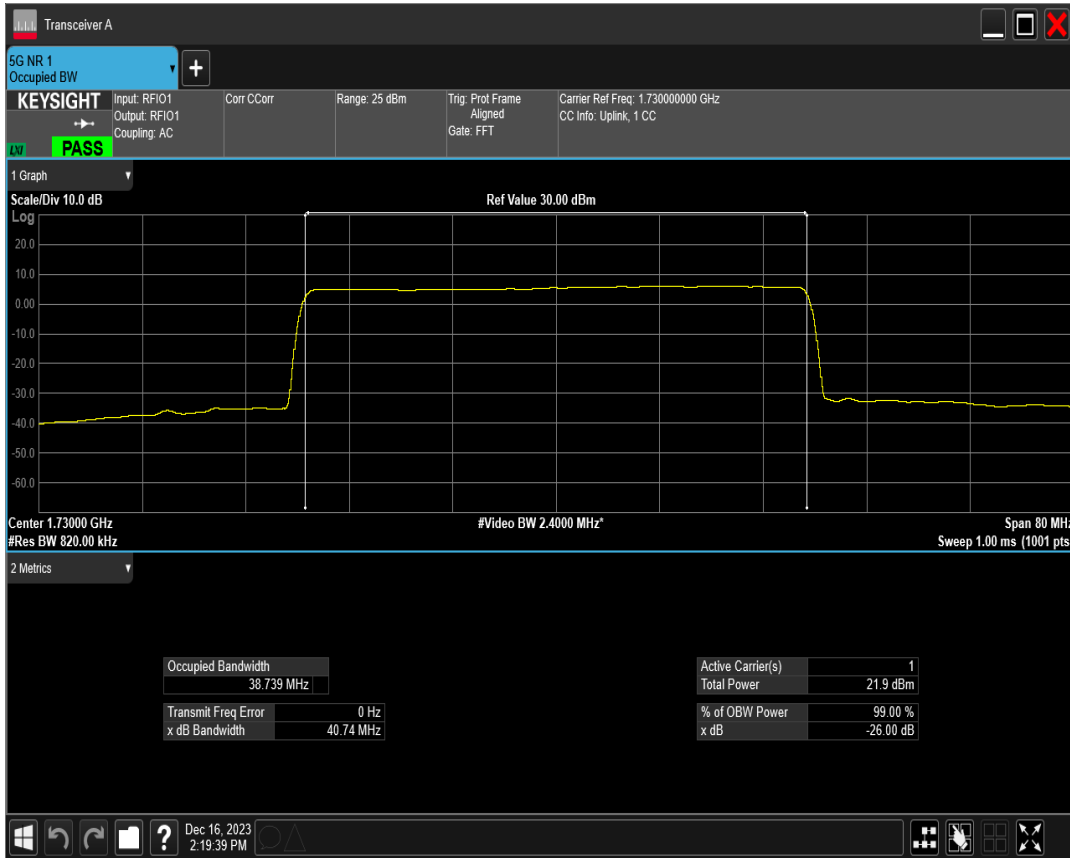 Transceiver A
5G NR 1
Occupied BW
+
KEYSIGHT
LXI
PASS
Input: RFIO1
Output: RFIO1
Coupling: AC
Corr CCorr
Range: 25 dBm
Trig: Prot Frame
Aligned
Gate: FFT
Carrier Ref Freq: 1.730000000 GHz
CC Info: Uplink, 1 CC
1 Graph
Scale/Div 10.0 dB
Ref Value 30.00 dBm
Log
20.0
10.0
0.00
-10.0
-20.0
-30.0
-40.0
-50.0
-60.0
Center 1.73000 GHz
#Video BW 2.4000 MHz*
Span 80 MHz
#Res BW 820.00 kHz
Sweep 1.00 ms (1001 pts
2 Metrics
Occupied Bandwidth
38.739 MHz
Transmit Freq Error 0 Hz
x dB Bandwidth 40.74 MHz
Active Carrier(s) 1
Total Power 21.9 dBm
% of OBW Power 99.00 %
x dB -26.00 dB
?
Dec 16, 2023
2:19:39 PM